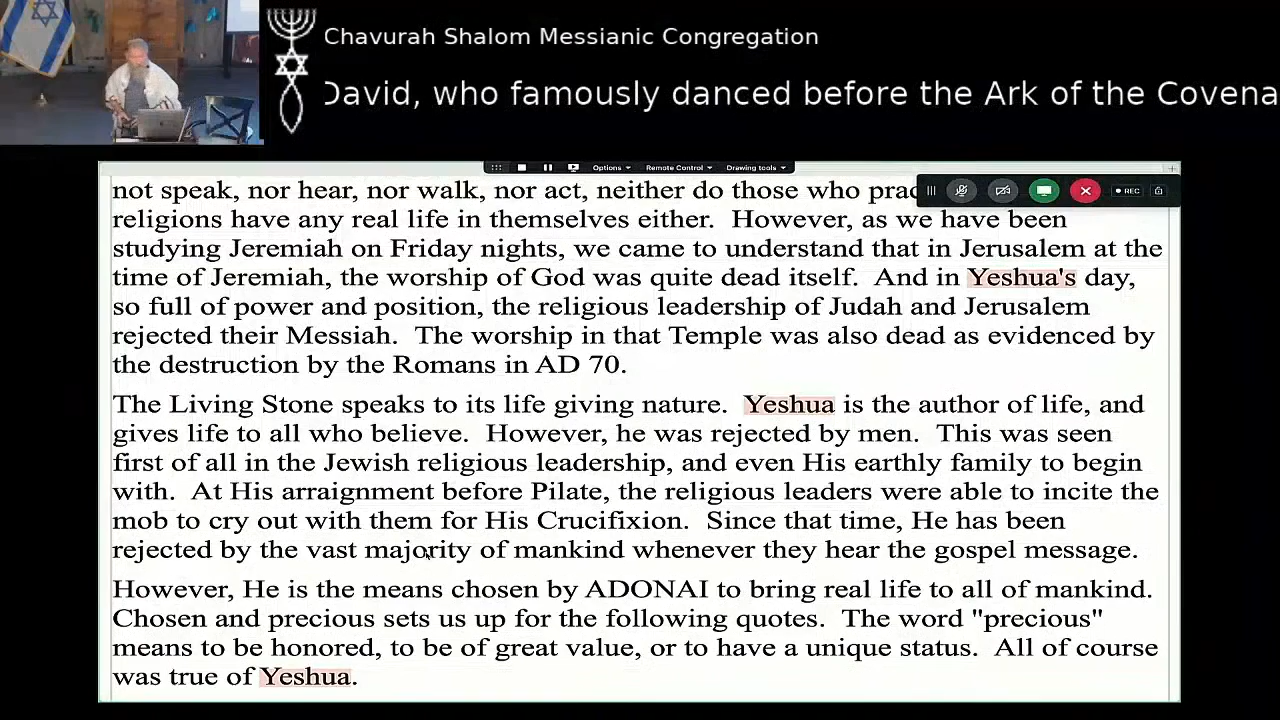 Chavurah Shalom Messianic Congregation
David, who famously danced before the Ark of the Covena
Options
Remote Control
Drawing tools
REC
not speak, nor hear, nor walk, nor act, neither do those who prac
religions have any real life in themselves either. However, as we have been
studying Jeremiah on Friday nights, we came to understand that in Jerusalem at the
time of Jeremiah, the worship of God was quite dead itself. And in Yeshua's day,
so full of power and position, the religious leadership of Judah and Jerusalem
rejected their Messiah. The worship in that Temple was also dead as evidenced by
the destruction by the Romans in AD 70.
The Living Stone speaks to its life giving nature. Yeshua is the author of life, and
gives life to all who believe. However, he was rejected by men. This was seen
first of all in the Jewish religious leadership, and even His earthly family to begin
with. At His arraignment before Pilate, the religious leaders were able to incite the
mob to cry out with them for His Crucifixion. Since that time, He has been
rejected by the vast majority of mankind whenever they hear the gospel message.
However, He is the means chosen by ADONAI to bring real life to all of mankind.
Chosen and precious sets us up for the following quotes. The word "precious"
means to be honored, to be of great value, or to have a unique status. All of course
was true of Yeshua.